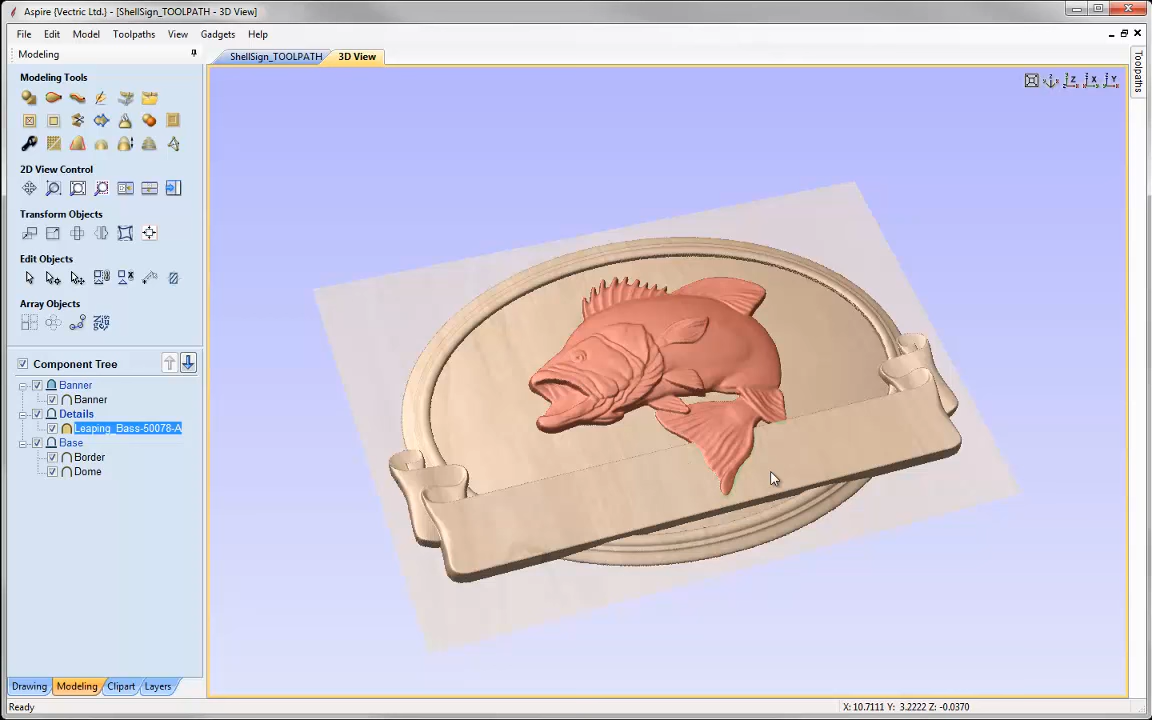 Aspire {Vectric Ltd.} - [ShellSign_TOOLPATH - 3D View]
File Edit Model Toolpaths View Gadgets Help
Modeling
ShellSign_TOOLPATH 3D View
Toolpaths
Modeling Tools
2D View Control
Transform Objects
Edit Objects
Array Objects
Component Tree
Banner
Banner
Details
Leaping_Bass-50078-A
Base
Border
Dome
Drawing Modeling Clipart Layers
Ready
X: 10.7111 Y: 3.2222 Z: -0.0370